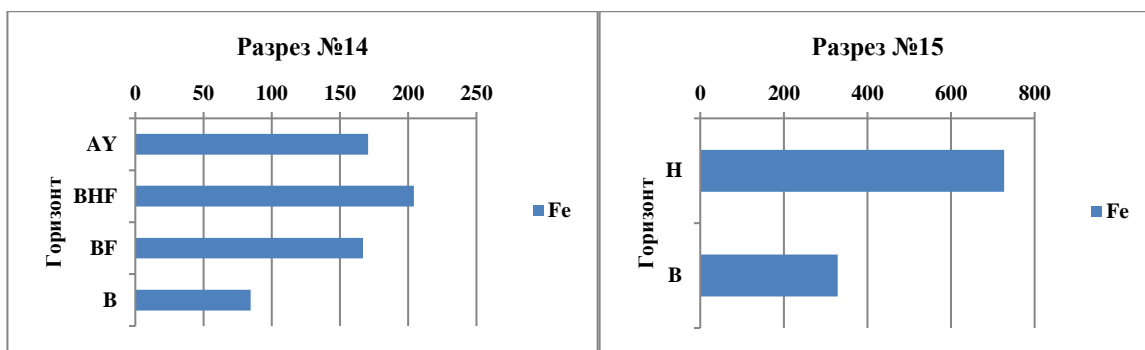 Разрез №14
0 50 100 150 200 250
AY
BHF
BF
B
Горизонт
Fe
Разрез №15
0 200 400 600 800
H
B
Горизонт
Fe